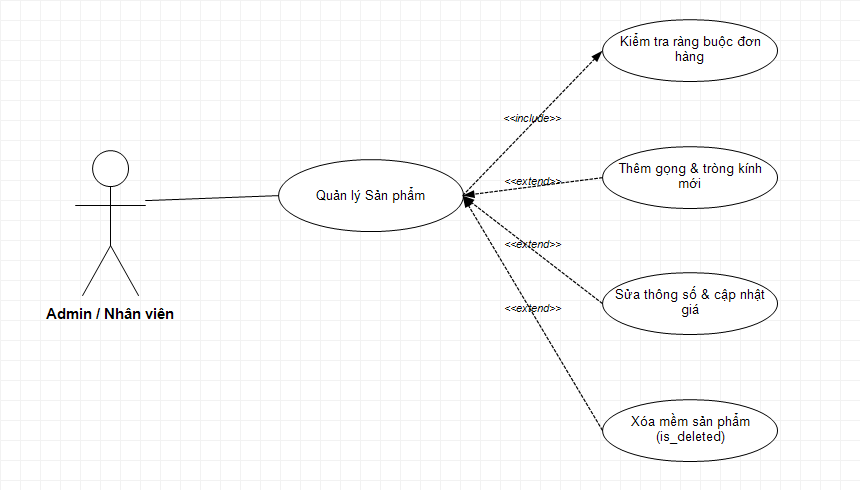 Kiểm tra ràng buộc đơn
hàng
<<include>>
Thêm gọng & tròng kính
mới
<<extend>>
Quản lý Sản phẩm
<<extend>>
Sửa thông số & cập nhật
giá
<<extend>>
Admin / Nhân viên
Xóa mềm sản phẩm
(is_deleted)